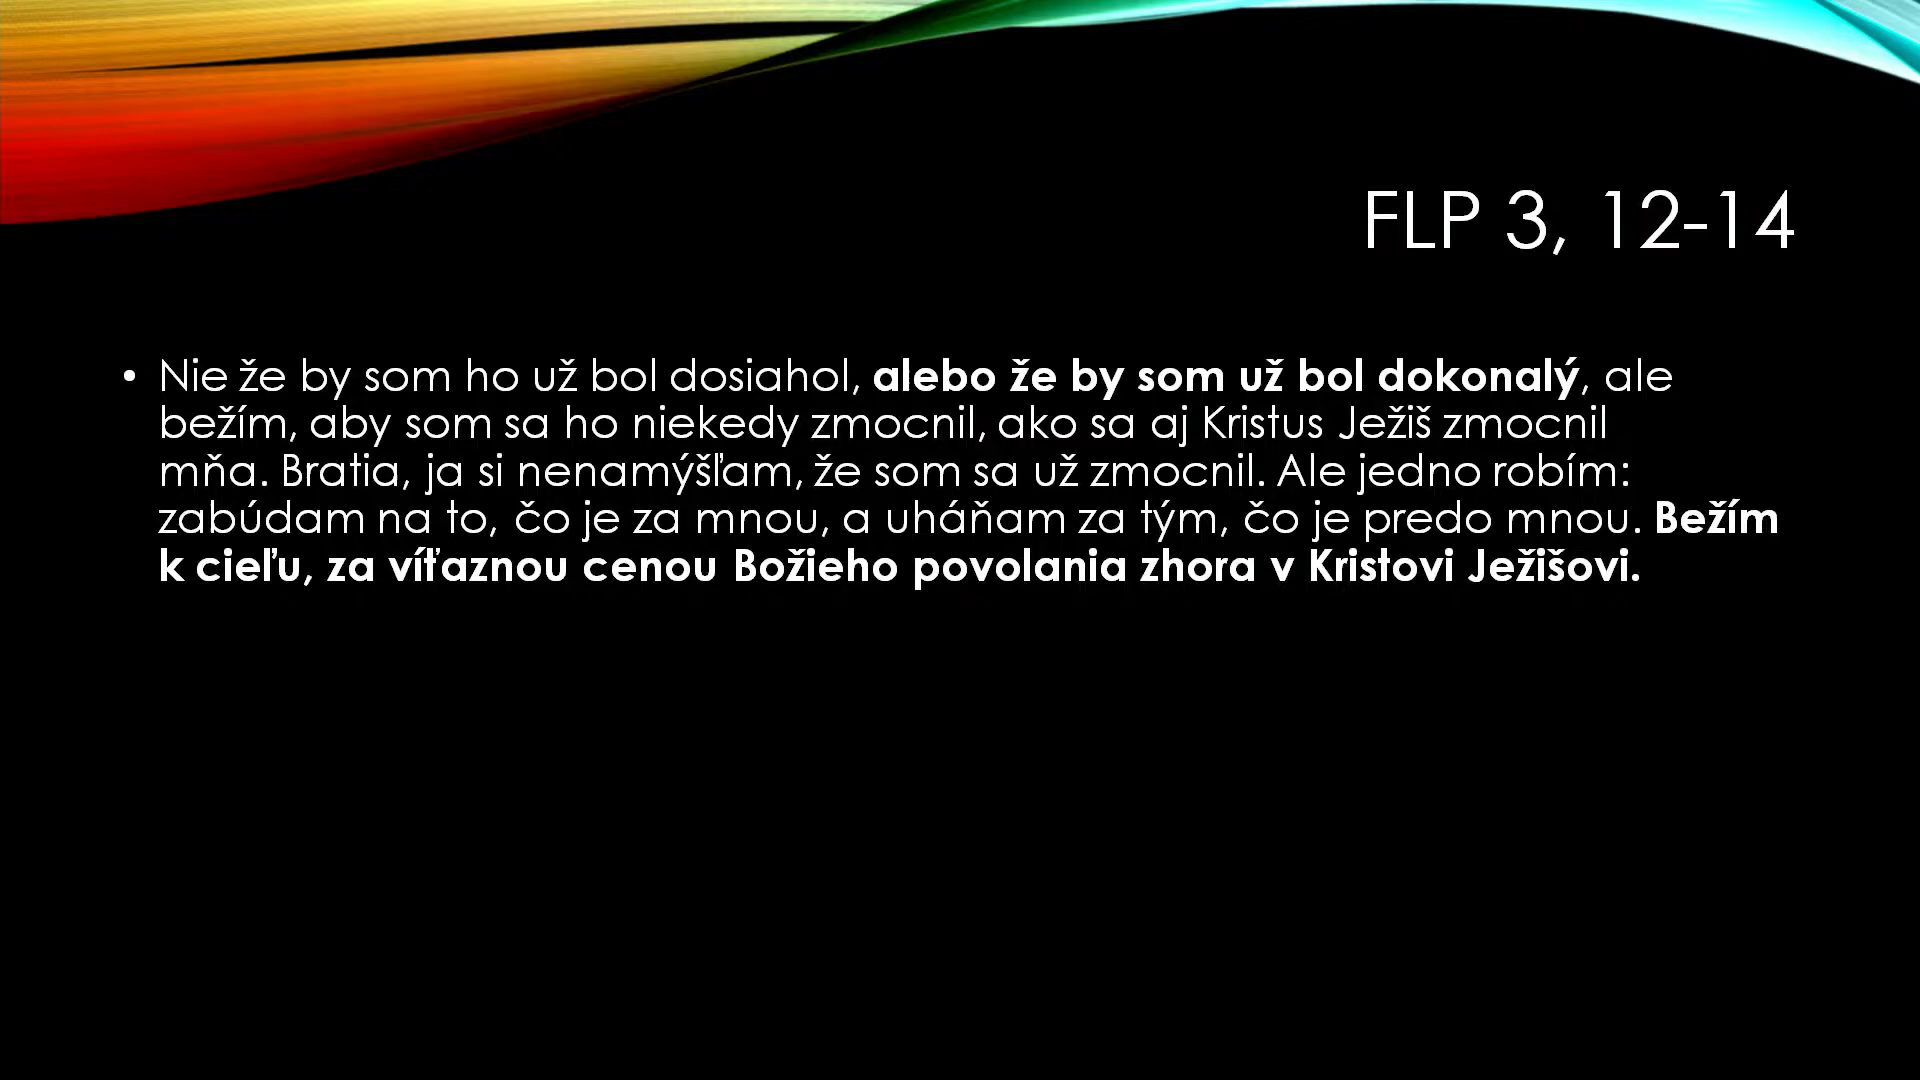 FLP 3, 12-14
• Nie že by som ho už bol dosiahol, alebo že by som už bol dokonalý, ale
bežím, aby som sa ho niekedy zmocnil, ako sa aj Kristus Ježiš zmocnil
mňa. Bratia, ja si nenamýšľam, že som sa už zmocnil. Ale jedno robím:
zabúdam na to, čo je za mnou, a uháňam za tým, čo je predo mnou. Bežím
k cieľu, za víťaznou cenou Božieho povolania zhora v Kristovi Ježišovi.